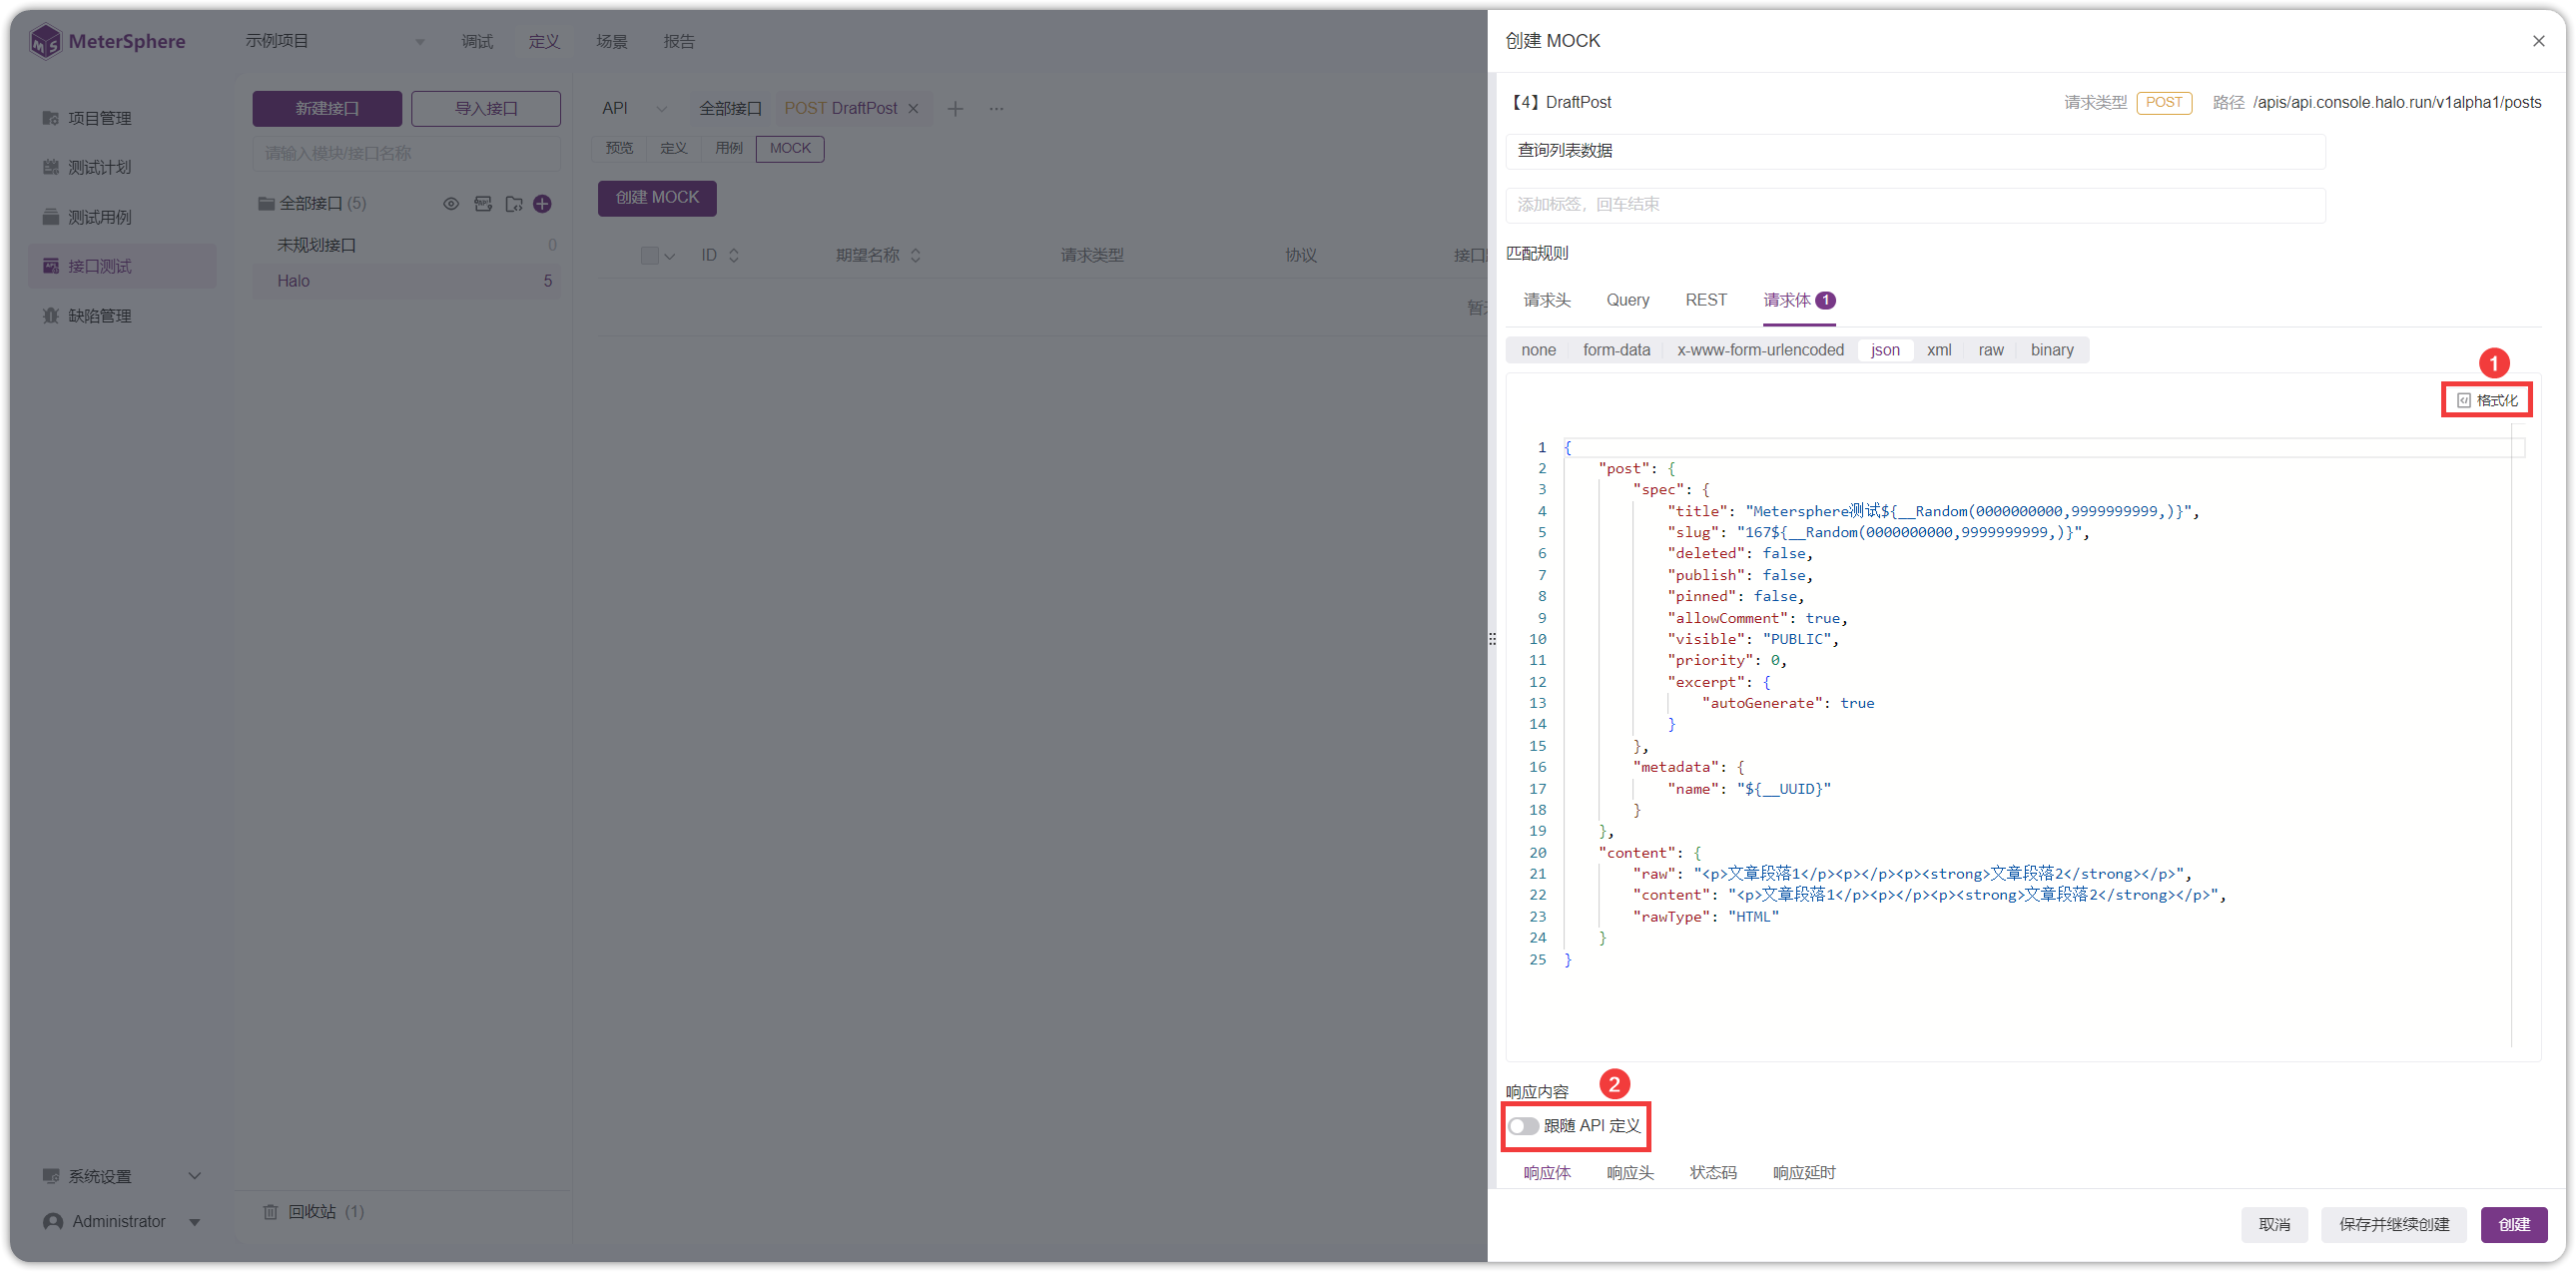 MeterSphere
示例项目
调试 定义 场景 报告
项目管理
测试计划
测试用例
接口测试
缺陷管理
系统设置
Administrator
新建接口 导入接口
请输入模块/接口名称
全部接口 (5)
未规划接口 0
Halo 5
回收站 (1)
API 全部接口 POST DraftPost
预览 定义 用例 MOCK
创建 MOCK
ID 期望名称 请求类型 协议 接口
创建 MOCK
【4】DraftPost 请求类型 POST 路径 /apis/api.console.halo.run/v1alpha1/posts
查询列表数据
添加标签，回车结束
匹配规则
请求头 Query REST 请求体 1
none form-data x-www-form-urlencoded json xml raw binary
1
格式化
1 {
2 "post": {
3 "spec": {
4 "title": "Metersphere测试${__Random(0000000000,9999999999,)}",
5 "slug": "167${__Random(0000000000,9999999999,)}",
6 "deleted": false,
7 "publish": false,
8 "pinned": false,
9 "allowComment": true,
10 "visible": "PUBLIC",
11 "priority": 0,
12 "excerpt": {
13 "autoGenerate": true
14 }
15 },
16 "metadata": {
17 "name": "${__UUID}"
18 }
19 },
20 "content": {
21 "raw": "<p>文章段落1</p><p></p><p><strong>文章段落2</strong></p>",
22 "content": "<p>文章段落1</p><p></p><p><strong>文章段落2</strong></p>",
23 "rawType": "HTML"
24 }
25 }
响应内容 2
跟随 API 定义
响应体 响应头 状态码 响应延时
取消 保存并继续创建 创建